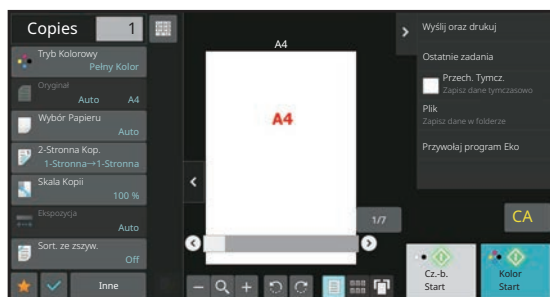 Copies 1
Tryb Kolorowy
Pełny Kolor
Oryginał
Auto A4
Wybór Papieru
Auto
2-Stronna Kop.
1-Stronna→1-Stronna
Skala Kopii
100 %
Ekspozycja
Auto
Sort. ze zszyw.
Off
Inne
A4
A4
1/7
Wyślij oraz drukuj
Ostatnie zadania
Przech. Tymcz.
Zapisz dane tymczasowo
Plik
Zapisz dane w folderze
Przywołaj program Eko
CA
Cz.-b.
Start
Kolor
Start